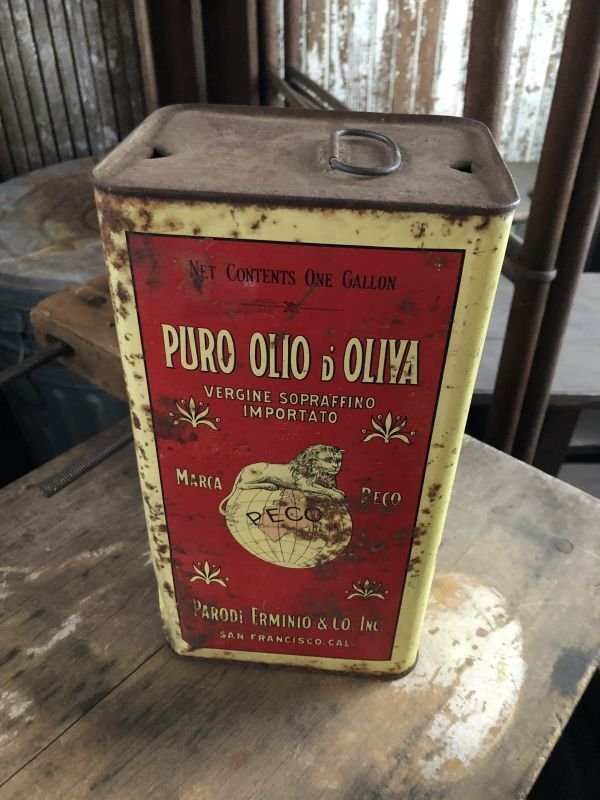 NET CONTENTS ONE GALLON
PURO OLIO D'OLIVA
VERGINE SOPRAFFINO
IMPORTATO
MARCA PECO
PECO
PARODI, ERMINIO & CO. INC.
SAN FRANCISCO, CAL.